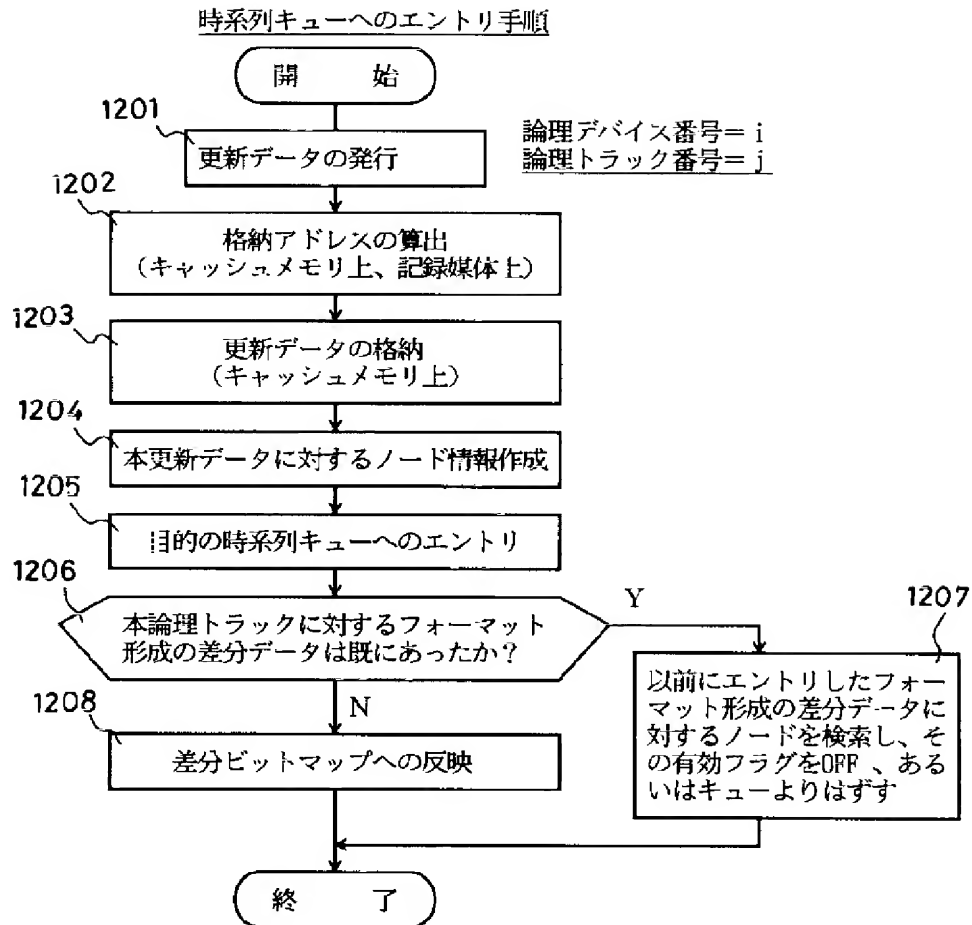 時系列キューへのエントリ手順
開 始
1201
更新データの発行
論理デバイス番号= i
論理トラック番号= j
1202
格納アドレスの算出
(キャッシュメモリ上、記録媒体上)
1203
更新データの格納
(キャッシュメモリ上)
1204
本更新データに対するノード情報作成
1205
目的の時系列キューへのエントリ
1206
本論理トラックに対するフォーマット
形成の差分データは既にあったか?
Y
1207
以前にエントリしたフォー
マット形成の差分データに
対するノードを検索し、そ
の有効フラグをOFF 、ある
いはキューよりはずす
N
1208
差分ビットマップへの反映
終 了